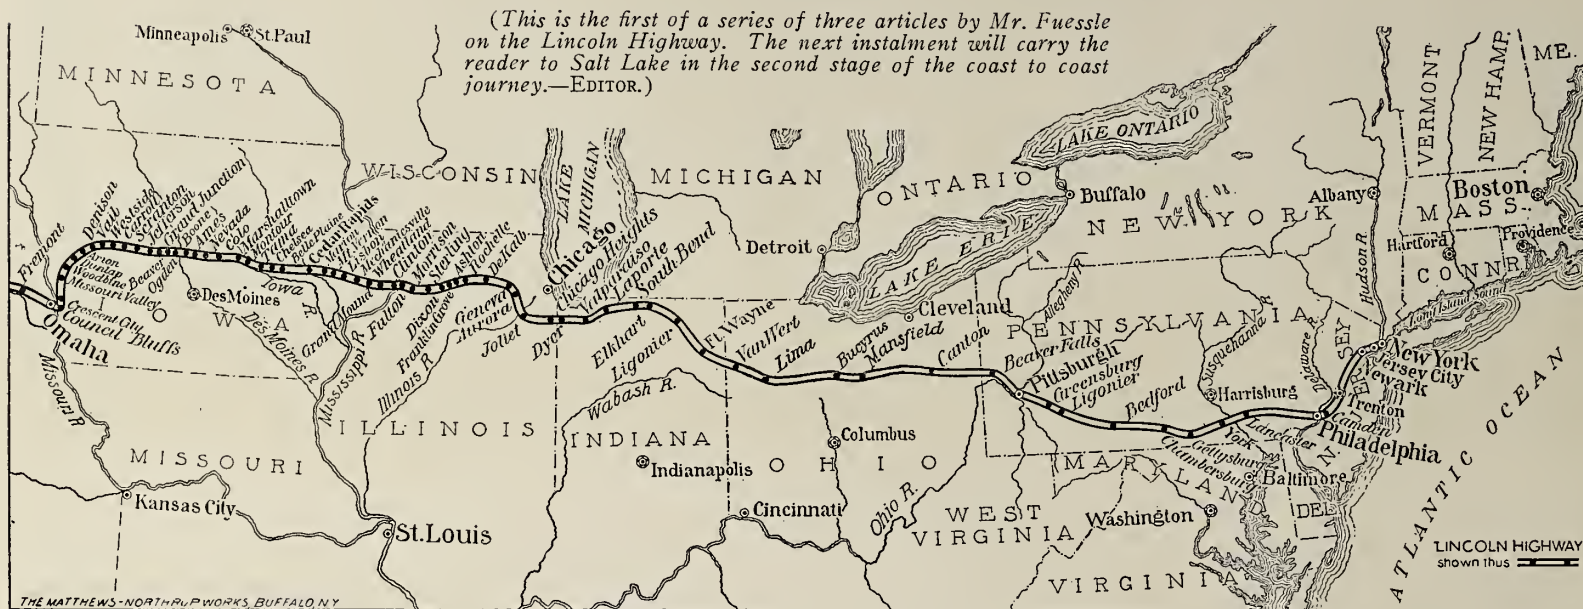 (This is the first of a series of three articles by Mr. Fuessle
on the Lincoln Highway. The next instalment will carry the
reader to Salt Lake in the second stage of the coast to coast
journey.—EDITOR.)
Minneapolis
St. Paul
MINNESOTA
WISCONSIN
LAKE MICHIGAN
MICHIGAN
ONTARIO
LAKE ONTARIO
LAKE ERIE
Buffalo
NEW YORK
Albany
Hudson R.
VERMONT
NEW HAMP.
ME.
Boston
MASS.
Hartford
Providence
CONN.
R.I.
Long Island Sound
Detroit
Cleveland
Fremont
Omaha
Denison
Vail
Westside
Carroll
Scranton
Jefferson
Grand Junction
Boone
Ames
Nevada
Colo
Marshalltown
Montour
Tama
Chelsea
Belle Plaine
Cedar Rapids
Marion
Mt. Vernon
Lisbon
Mechanicsville
Wheatland
Clinton
Morrison
Sterling
Ashton
Rochelle
DeKalb
Chicago
Chicago Heights
Valparaiso
Laporte
South Bend
Arion
Dunlap
Woodbine
Missouri Valley
Crescent City
Council Bluffs
Beaver
Ogden
Des Moines
IOWA
Iowa R.
Des Moines R.
Grand Mound
Fulton
Dixon
Franklin Grove
Geneva
Aurora
Joliet
Dyer
Elkhart
Ligonier
Ft. Wayne
Van Wert
Lima
Bucyrus
Mansfield
Canton
Beaver Falls
Pittsburgh
Greensburg
Ligonier
Bedford
Chambersburg
Gettysburg
York
Lancaster
Philadelphia
Camden
Trenton
Newark
Jersey City
New York
PENNSYLVANIA
Allegheny R
Susquehanna R
Delaware R
Harrisburg
N. JERSEY
Missouri R
Mississippi R
Illinois R
Wabash R.
Ohio R.
ILLINOIS
INDIANA
Indianapolis
OHIO
Columbus
Cincinnati
MISSOURI
Kansas City
St. Louis
WEST
VIRGINIA
VIRGINIA
MARYLAND
Baltimore
DEL.
Washington
ATLANTIC OCEAN
LINCOLN HIGHWAY
shown thus
THE MATTHEWS-NORTHRUP WORKS, BUFFALO, N.Y.